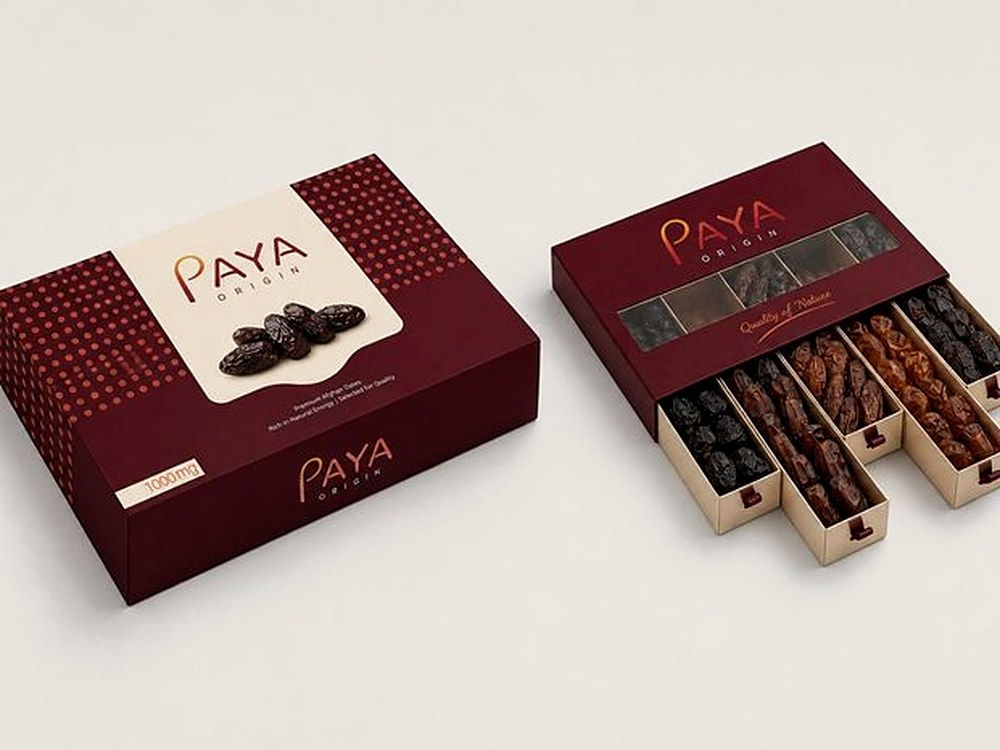 PAYA
ORIGIN
Premium Afghan Dates
Rich in Natural Energy | Selected for Quality
1000mg
PAYA
ORIGIN
PAYA
ORIGIN
Quality of Nature